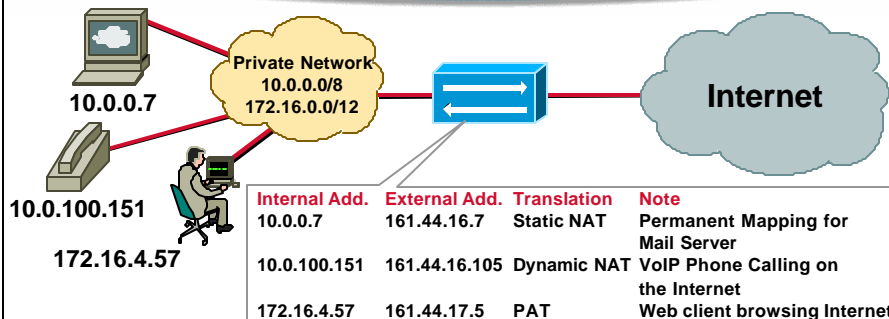 Private Network
10.0.0.0/8
172.16.0.0/12
Internet
10.0.0.7
10.0.100.151
172.16.4.57
Internal Add. External Add. Translation Note
10.0.0.7 161.44.16.7 Static NAT Permanent Mapping for
Mail Server
10.0.100.151 161.44.16.105 Dynamic NAT VoIP Phone Calling on
the Internet
172.16.4.57 161.44.17.5 PAT Web client browsing Internet